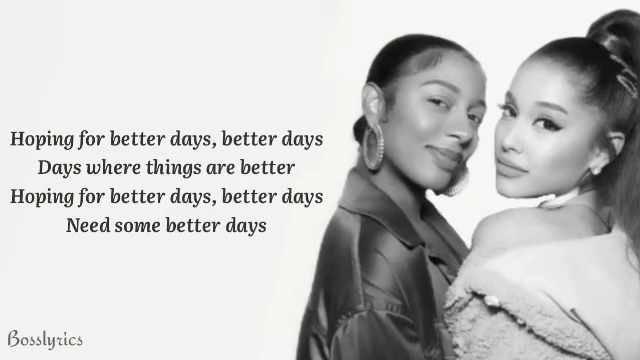 Hoping for better days, better days
Days where things are better
Hoping for better days, better days
Need some better days
Bosslyrics